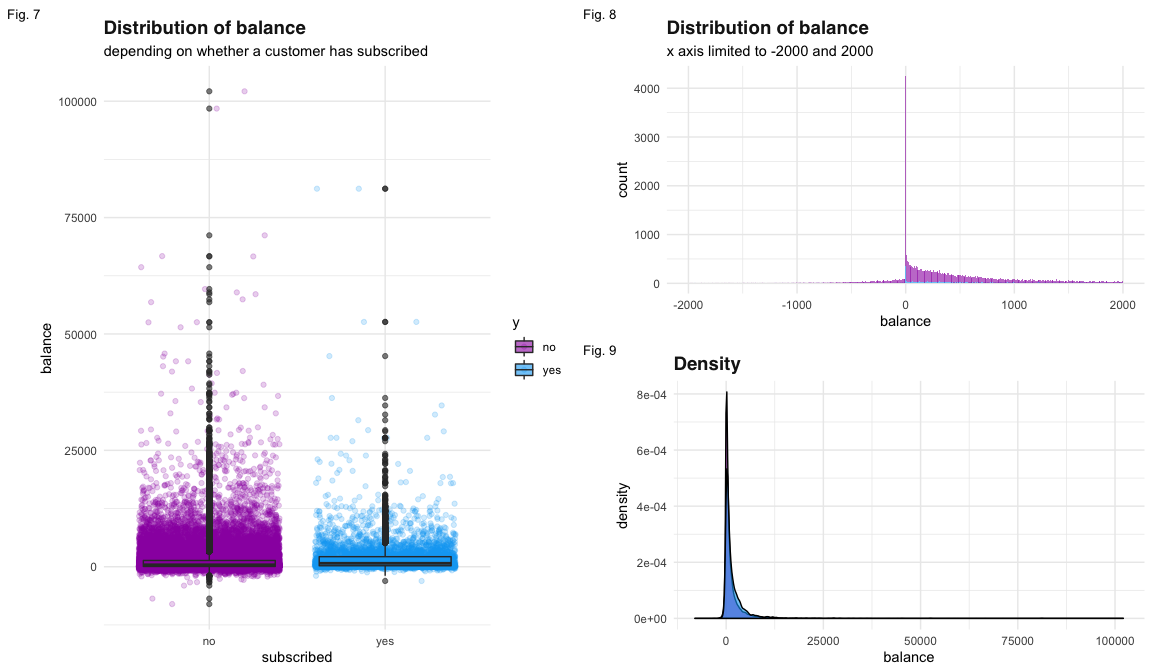 Fig. 7
Distribution of balance
depending on whether a customer has subscribed
100000
75000
50000
25000
0
balance
no
yes
subscribed
y
no
yes
Fig. 8
Distribution of balance
x axis limited to -2000 and 2000
4000
3000
2000
1000
0
count
-2000
-1000
0
1000
2000
balance
Fig. 9
Density
8e-04
6e-04
4e-04
2e-04
0e+00
density
0
25000
50000
75000
100000
balance